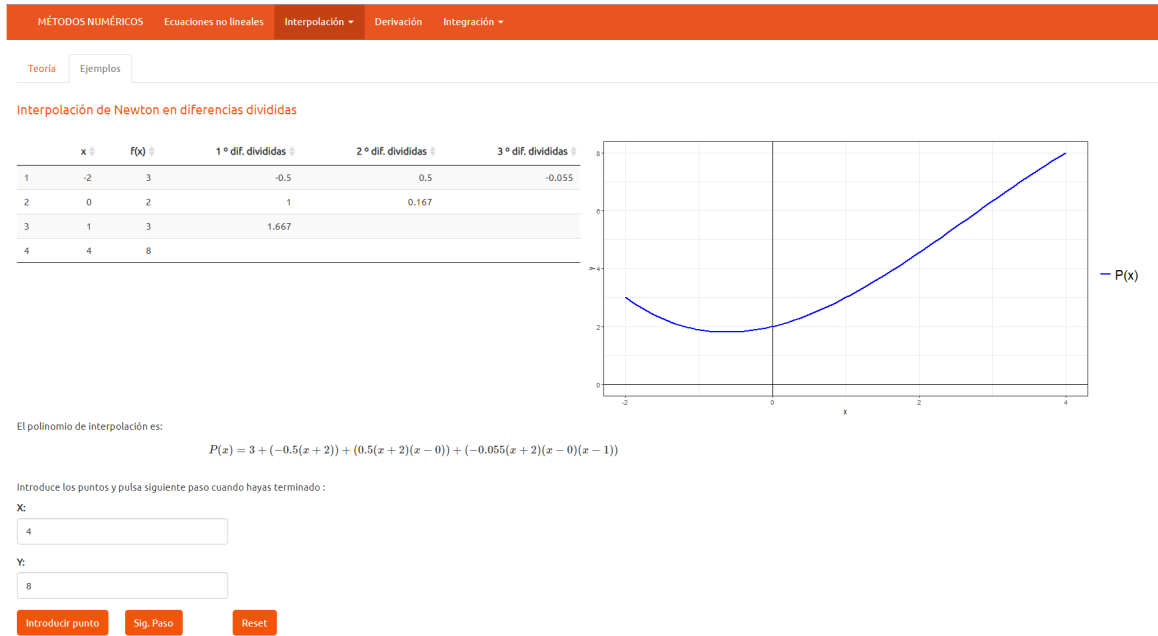 MÉTODOS NUMÉRICOS Ecuaciones no lineales Interpolación Derivación Integración
Teoría Ejemplos
Interpolación de Newton en diferencias divididas
x f(x) 1 º dif. divididas 2 º dif. divididas 3 º dif. divididas
1 -2 3 -0.5 0.5 -0.055
2 0 2 1 0.167
3 1 3 1.667
4 4 8
8
6
4
2
0
y
-2 0 2 4
x
P(x)
El polinomio de interpolación es:
P(x) = 3 + (−0.5(x + 2)) + (0.5(x + 2)(x − 0)) + (−0.055(x + 2)(x − 0)(x − 1))
Introduce los puntos y pulsa siguiente paso cuando hayas terminado :
X:
4
Y:
8
Introducir punto Sig. Paso Reset